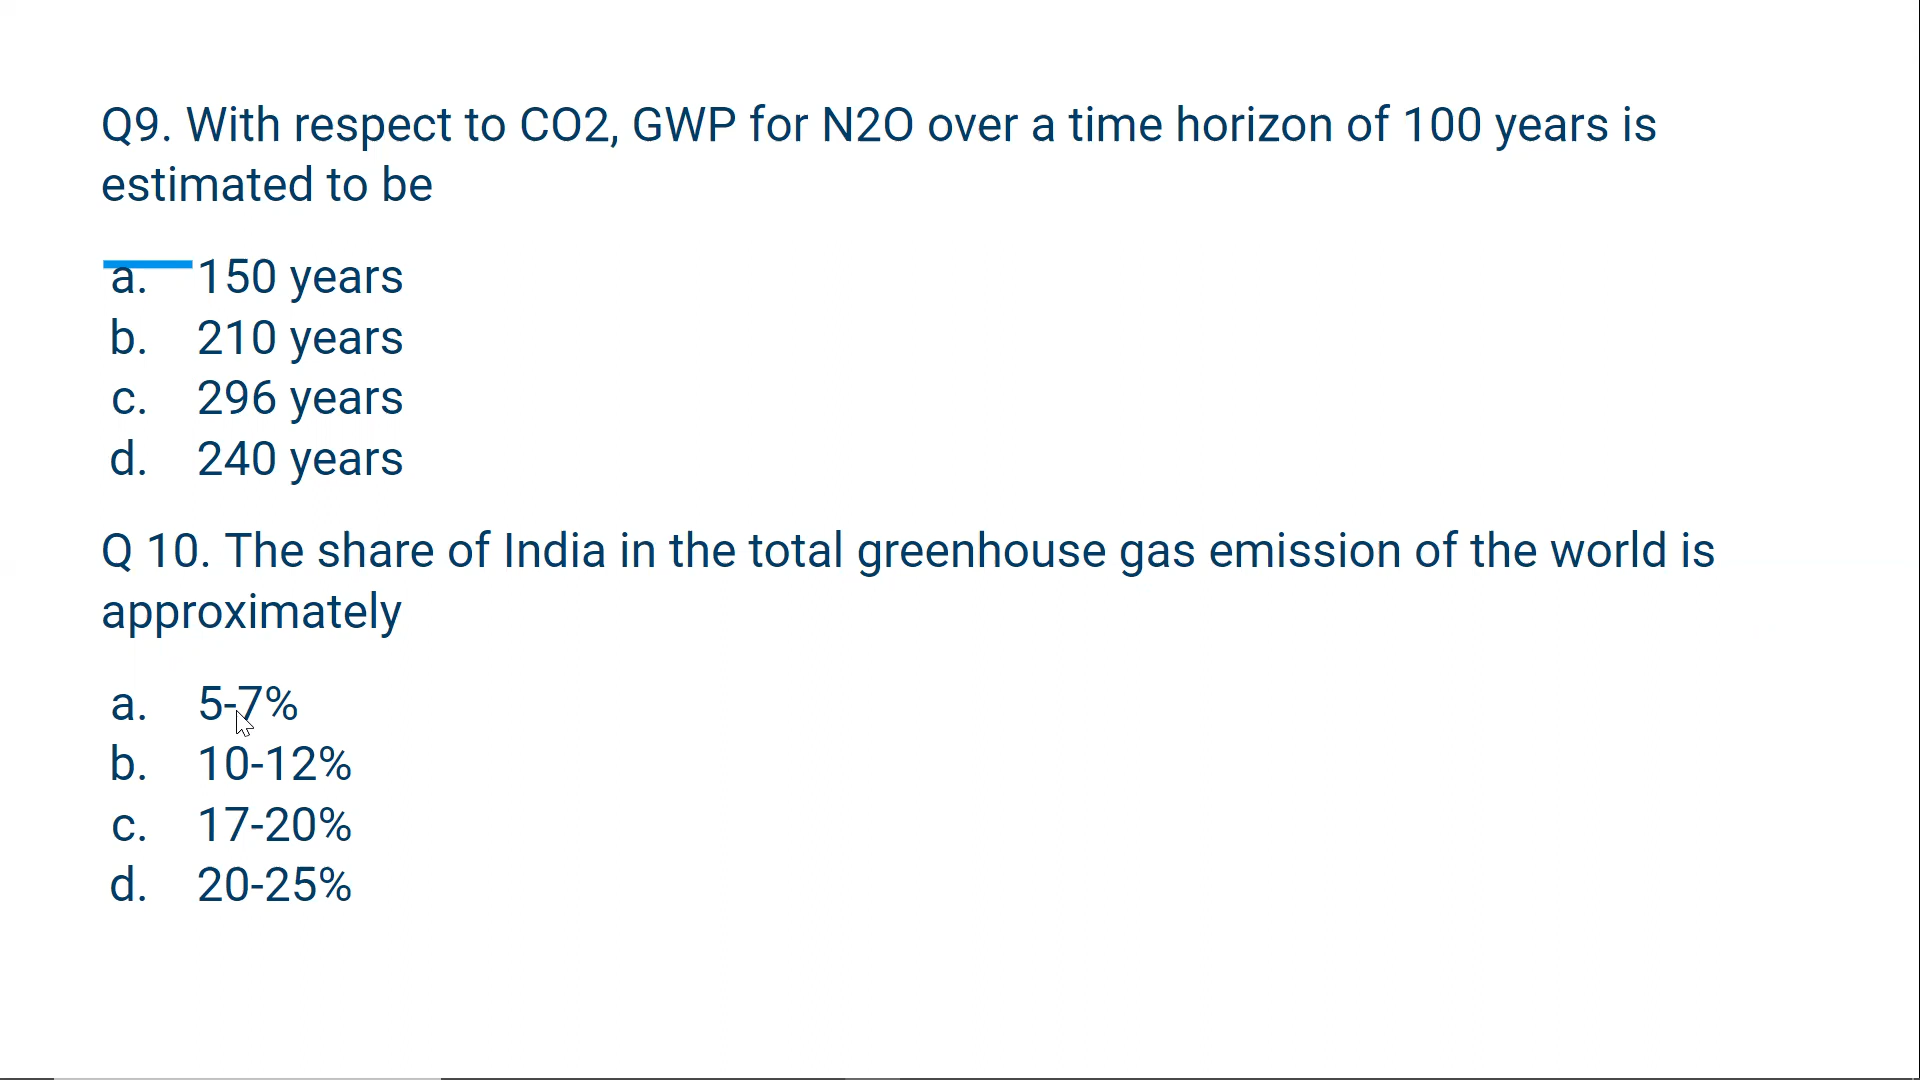 Q9. With respect to CO2, GWP for N2O over a time horizon of 100 years is
estimated to be
a. 150 years
b. 210 years
c. 296 years
d. 240 years
Q 10. The share of India in the total greenhouse gas emission of the world is
approximately
a. 5-7%
b. 10-12%
c. 17-20%
d. 20-25%